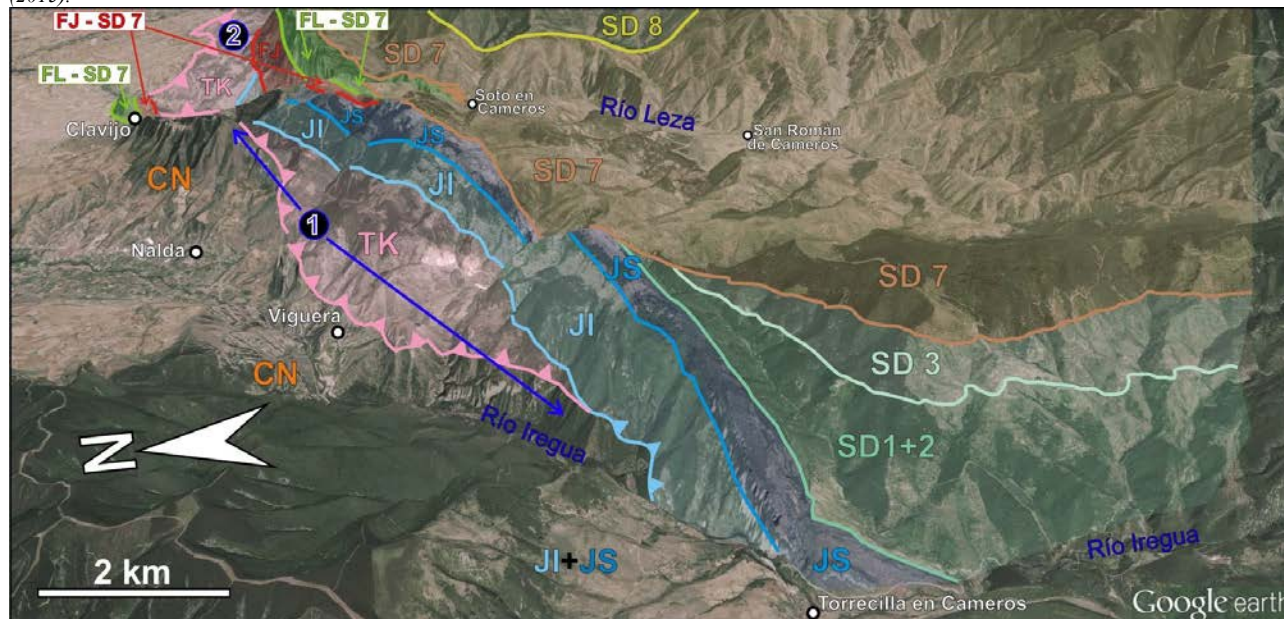 (2015).
FJ - SD 7
2
FL - SD 7
SD 8
FJ
SD 7
FL - SD 7
TK
Soto en
Cameros
Río Leza
Clavijo
JS
JI
JS
San Román
de Cameros
CN
JI
SD 7
1
Nalda
TK
JS
SD 7
Viguera
JI
SD 3
CN
Río Iregua
N
SD1+2
Río Iregua
JI+JS
JS
2 km
Torrecilla en Cameros
Google earth